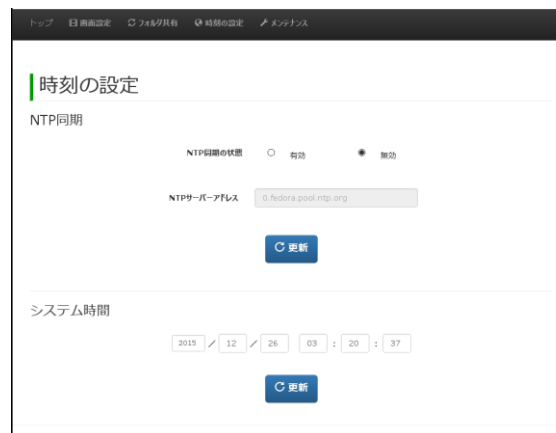 トップ 画面設定 フォルダ共有 時刻の設定 メンテナンス
時刻の設定
NTP同期
NTP同期の状態 有効 無効
NTPサーバーアドレス 0.fedora.pool.ntp.org
更新
システム時間
2015 / 12 / 26 03 : 20 : 37
更新